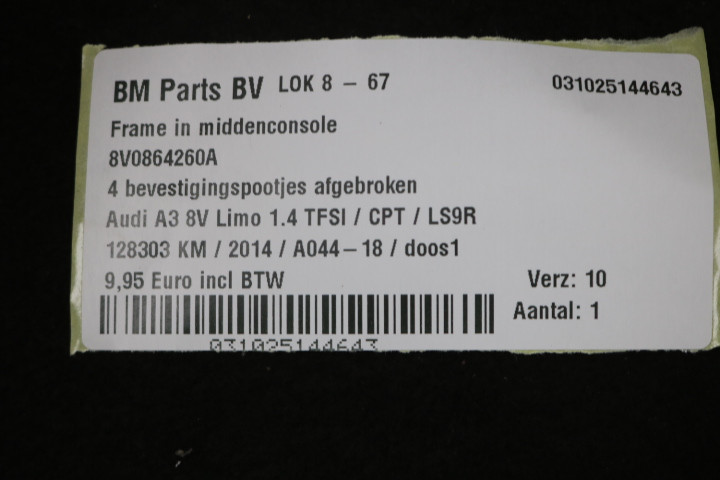 BM Parts BV LOK 8 - 67 031025144643
Frame in middenconsole
8V0864260A
4 bevestigingspootjes afgebroken
Audi A3 8V Limo 1.4 TFSI / CPT / LS9R
128303 KM / 2014 / A044-18 / doos1
9,95 Euro incl BTW Verz: 10
Aantal: 1
031025144643